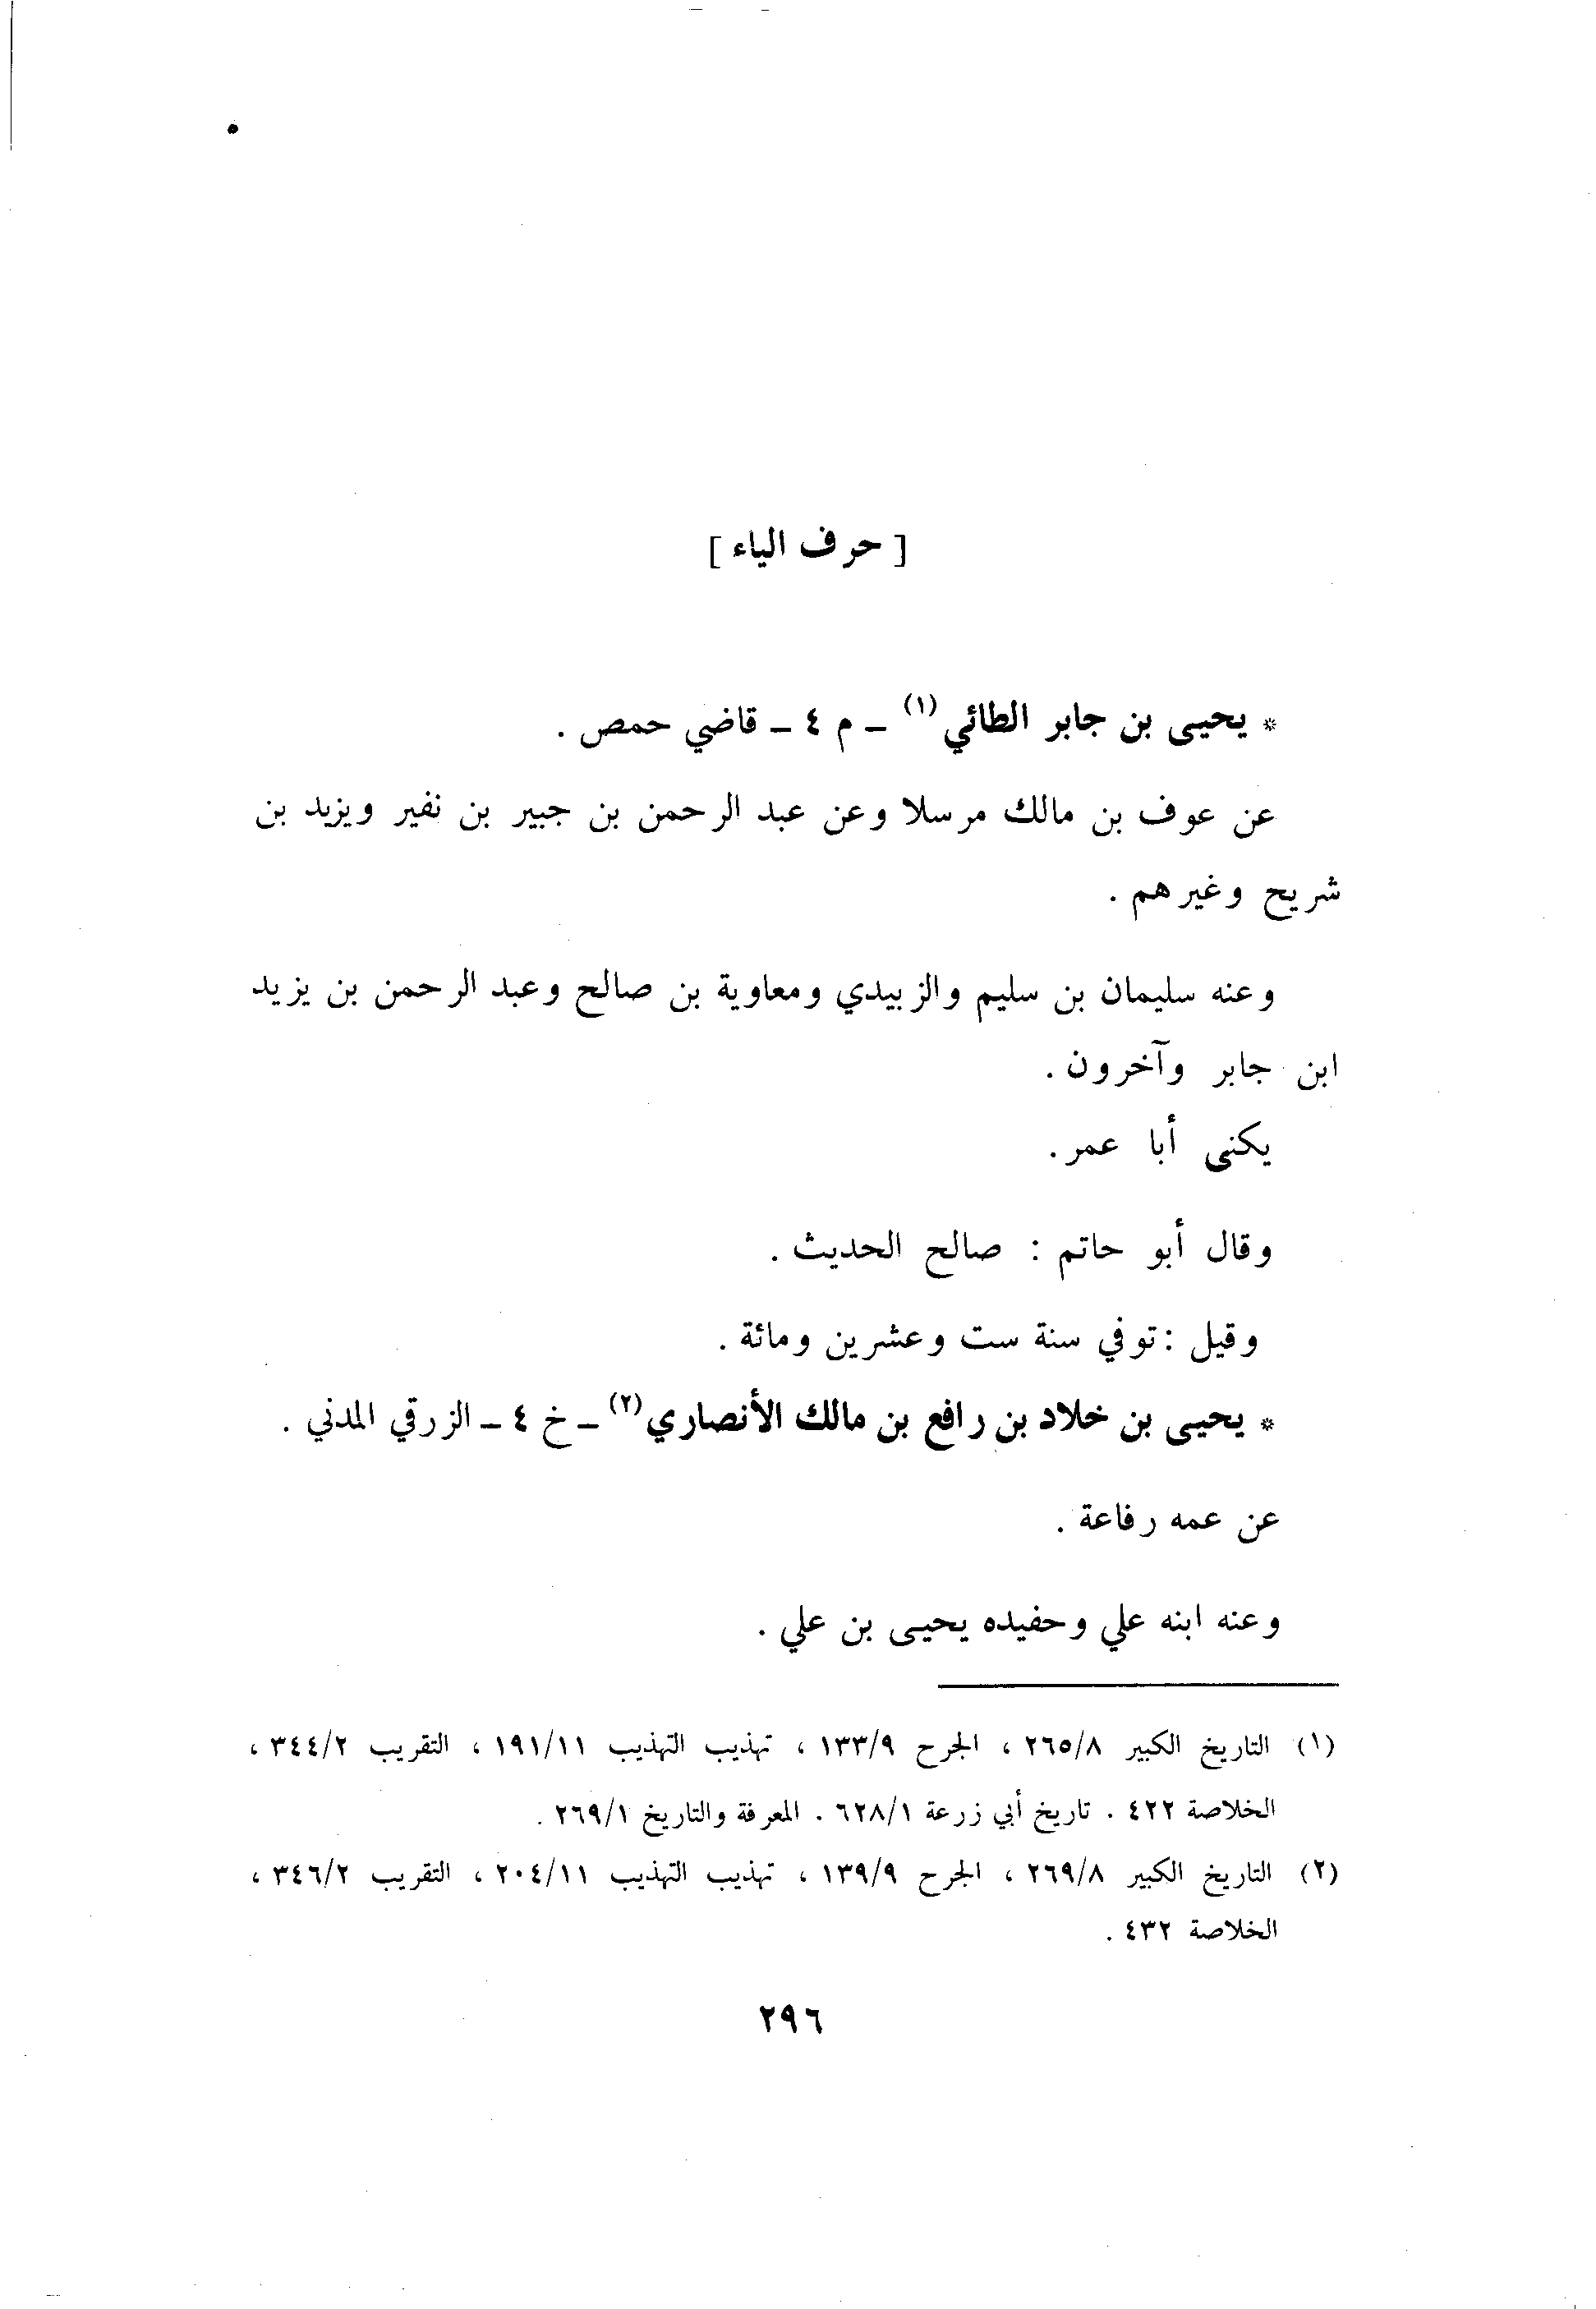 [ حرف الياء ]
* يحيى بن جابر الطائي(١) ـ م ٤ ـ قاضي حمص .
عن عوف بن مالك مرسلا وعن عبد الرحمن بن جبير بن نفير ويزيد بن
شريح وغيرهم .
وعنه سليمان بن سليم والزبيدي ومعاوية بن صالح وعبد الرحمن بن يزيد
ابن جابر وآخرون .
يكنى أبا عمر .
وقال أبو حاتم : صالح الحديث .
وقيل : توفي سنة ست وعشرين ومائة .
* يحيى بن خلاد بن رافع بن مالك الأنصاري(٢) ـ خ ٤ ـ الزرقي المدني .
عن عمه رفاعة .
وعنه ابنه علي وحفيده يحيى بن علي .
(١) التاريخ الكبير ٢٦٥/٨ ، الجرح ١٣٣/٩ ، تهذيب التهذيب ١٩١/١١ ، التقريب ٣٤٤/٢ ،
الخلاصة ٤٢٢ . تاريخ أبي زرعة ٦٢٨/١ . المعرفة والتاريخ ٢٦٩/١ .
(٢) التاريخ الكبير ٢٦٩/٨ ، الجرح ١٣٩/٩ ، تهذيب التهذيب ٢٠٤/١١ ، التقريب ٣٤٦/٢ ،
الخلاصة ٤٣٢ .
٢٩٦